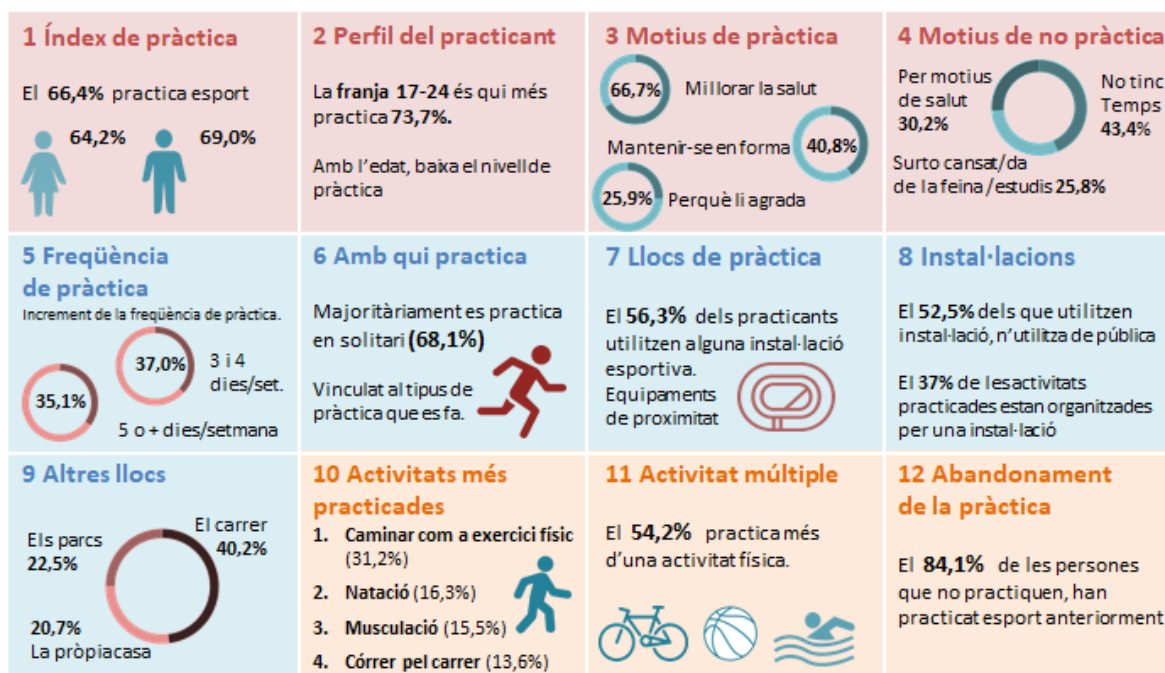 1 Índex de pràctica
El 66,4% practica esport
64,2%
69,0%
2 Perfil del practicant
La franja 17-24 és qui més
practica 73,7%.
Amb l'edat, baixa el nivell de
pràctica
3 Motius de pràctica
66,7%
Millorar la salut
Mantenir-se en forma
40,8%
25,9%
Perquè li agrada
4 Motius de no pràctica
Per motius
de salut
30,2%
No tinc
Temps
43,4%
Surto cansat/da
de la feina/estudis 25,8%
5 Freqüència
de pràctica
Increment de la freqüència de pràctica.
37,0%
3 i 4
dies/set.
35,1%
5 o + dies/setmana
6 Amb qui practica
Majoritàriament es practica
en solitari (68,1%)
Vinculat al tipus de
pràctica que es fa.
7 Llocs de pràctica
El 56,3% dels practicants
utilitzen alguna instal·lació
esportiva.
Equipaments
de proximitat
8 Instal·lacions
El 52,5% dels que utilitzen
instal·lació, n'utilitza de pública
El 37% de lesactivitats
practicades estan organitzades
per una instal·lació
9 Altres llocs
Els parcs
22,5%
El carrer
40,2%
20,7%
La pròpiacasa
10 Activitats més
practicades
1. Caminar com a exercici físic
(31,2%)
2. Natació (16,3%)
3. Musculació (15,5%)
4. Córrer pel carrer (13,6%)
11 Activitat múltiple
El 54,2% practica més
d'una activitat física.
12 Abandonament
de la pràctica
El 84,1% de les persones
que no practiquen, han
practicat esport anteriorment